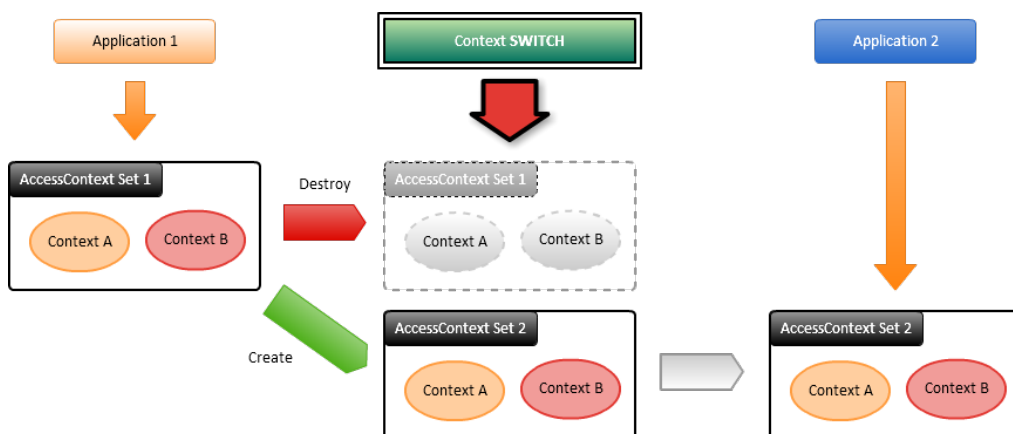 Application 1
Context SWITCH
Application 2
AccessContext Set 1
Context A
Context B
Destroy
AccessContext Set 1
Context A
Context B
Create
AccessContext Set 2
Context A
Context B
AccessContext Set 2
Context A
Context B